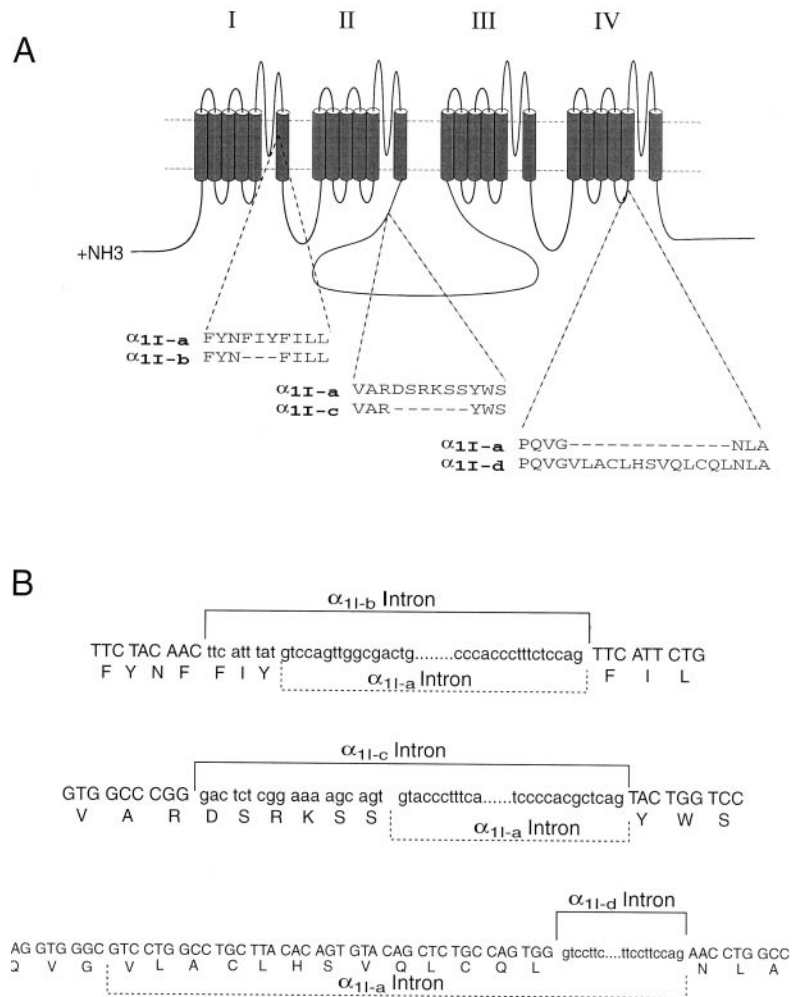 I II III IV
A
+NH3
α1I-a FYNFIYFILL
α1I-b FYN---FILL
α1I-a VARDSRKSSYWS
α1I-c VAR------YWS
α1I-a PQVG-------------NLA
α1I-d PQVGVLACLHSVQLCQLNLA
B
α1I-b Intron
TTC TAC AAC ttc att tat gtccagttggcgactg........cccaccctttctccag TTC ATT CTG
F Y N F F I Y F I L
α1I-a Intron
α1I-c Intron
GTG GCC CGG gac tct cgg aaa agc agt gtaccctttca......tccccacgctcag TAC TGG TCC
V A R D S R K S S Y W S
α1I-a Intron
α1I-d Intron
AG GTG GGC GTC CTG GCC TGC TTA CAC AGT GTA CAG CTC TGC CAG TGG gtccttc....ttccttccag AAC CTG GCC
Q V G V L A C L H S V Q L C Q L N L A
α1I-a Intron